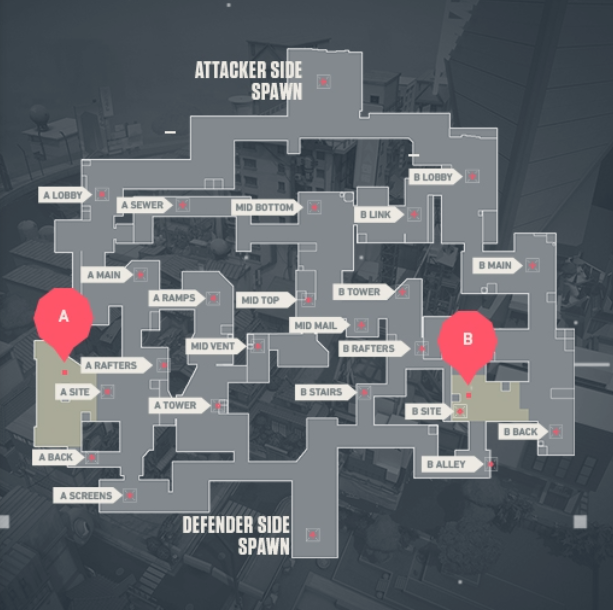 ATTACKER SIDE
SPAWN
B LOBBY
A LOBBY
A SEWER
MID BOTTOM
B LINK
B MAIN
A MAIN
A RAMPS
MID TOP
B TOWER
A
MID MAIL
B
MID VENT
B RAFTERS
A RAFTERS
A SITE
B STAIRS
A TOWER
B SITE
B BACK
A BACK
B ALLEY
A SCREENS
DEFENDER SIDE
SPAWN